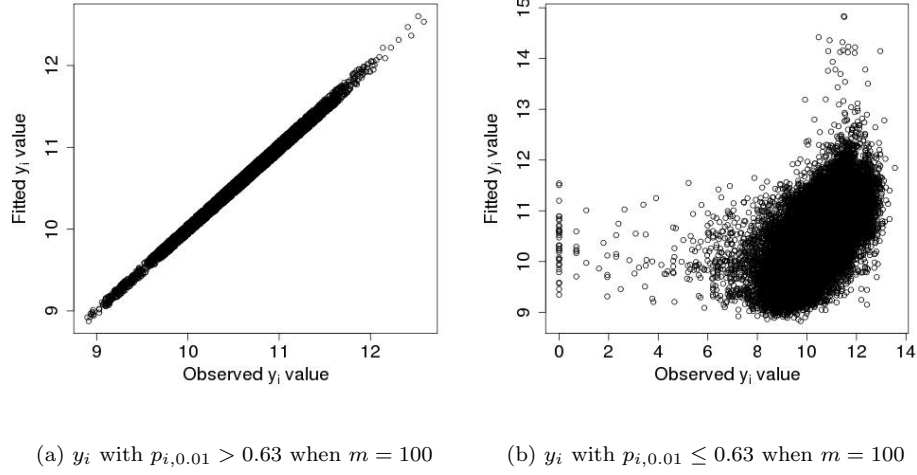 Fitted yᵢ value
12
11
10
9
9 10 11 12
Observed yᵢ value
Fitted yᵢ value
15
14
13
12
11
10
9
0 2 4 6 8 10 12 14
Observed yᵢ value
(a) yᵢ with pᵢ,₀.₀₁ > 0.63 when m = 100
(b) yᵢ with pᵢ,₀.₀₁ ≤ 0.63 when m = 100